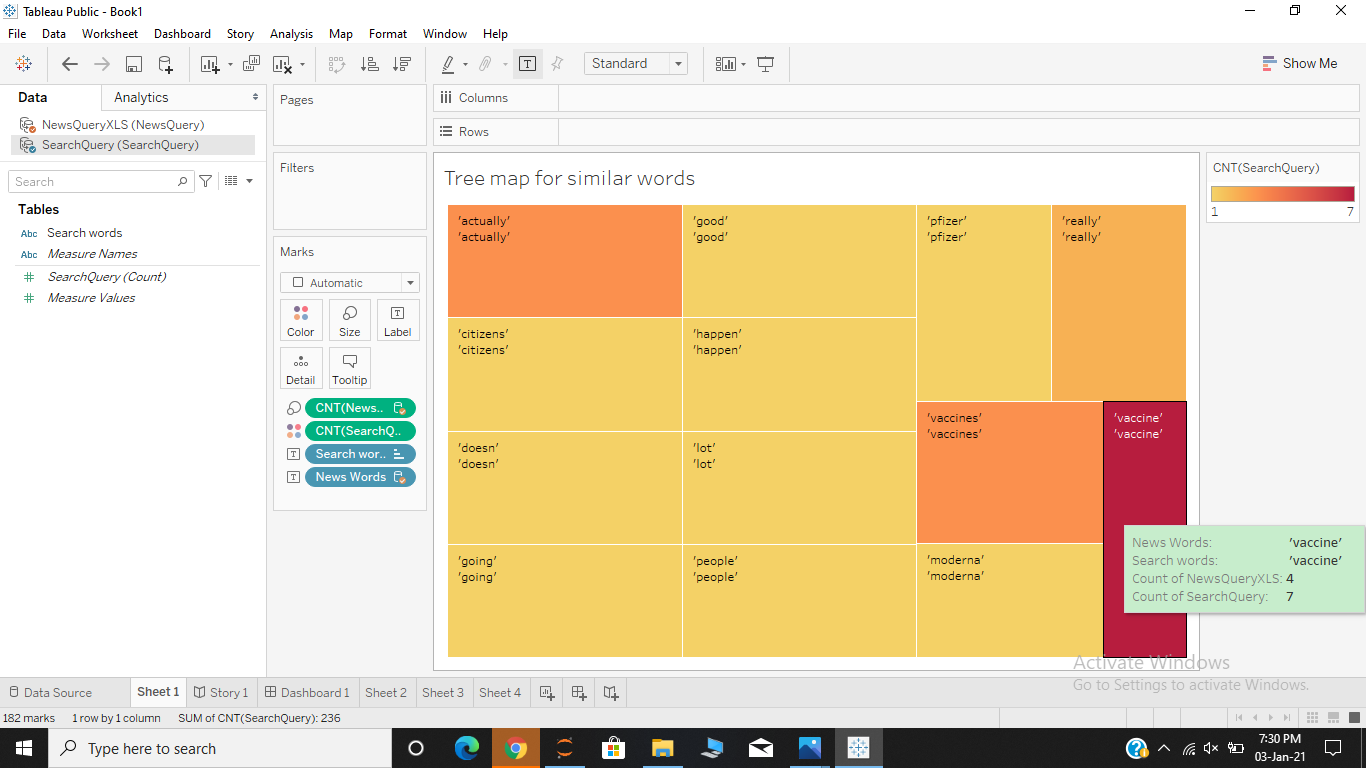 Tableau Public - Book1
File Data Worksheet Dashboard Story Analysis Map Format Window Help
Standard
Show Me
Data Analytics
NewsQueryXLS (NewsQuery)
SearchQuery (SearchQuery)
Search
Tables
Abc Search words
Abc Measure Names
# SearchQuery (Count)
# Measure Values
Pages
Filters
Marks
Automatic
Color Size Label
Detail Tooltip
CNT(News..
CNT(SearchQ..
T Search wor..
T News Words
Columns
Rows
Tree map for similar words
'actually'
'actually'
'citizens'
'citizens'
'doesn'
'doesn'
'going'
'going'
'good'
'good'
'happen'
'happen'
'lot'
'lot'
'people'
'people'
'pfizer'
'pfizer'
'really'
'really'
'vaccines'
'vaccines'
'vaccine'
'vaccine'
'moderna'
'moderna'
News Words: 'vaccine'
Search words: 'vaccine'
Count of NewsQueryXLS: 4
Count of SearchQuery: 7
CNT(SearchQuery)
1 7
Activate Windows
Go to Settings to activate Windows.
Data Source Sheet 1 Story 1 Dashboard 1 Sheet 2 Sheet 3 Sheet 4
182 marks 1 row by 1 column SUM of CNT(SearchQuery): 236
Type here to search
7:30 PM
03-Jan-21